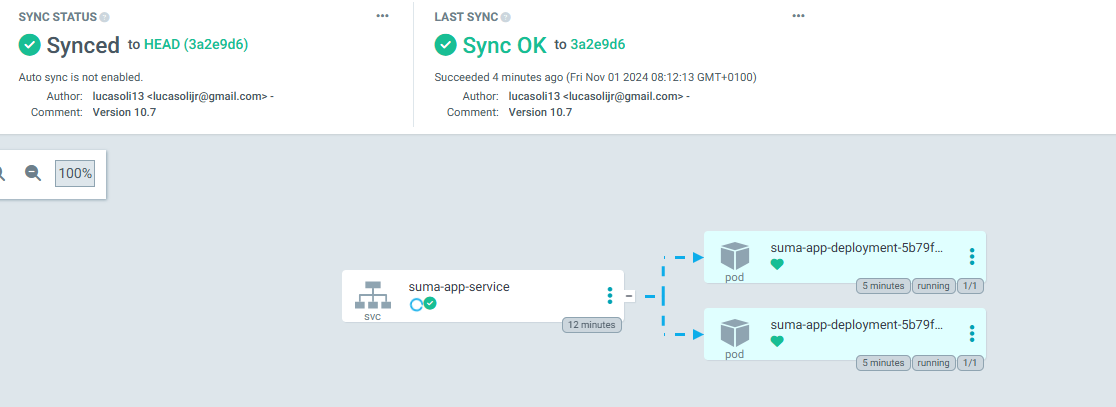 SYNC STATUS
Synced to HEAD (3a2e9d6)
Auto sync is not enabled.
Author: lucasoli13 <lucasolijr@gmail.com> -
Comment: Version 10.7
LAST SYNC
Sync OK to 3a2e9d6
Succeeded 4 minutes ago (Fri Nov 01 2024 08:12:13 GMT+0100)
Author: lucasoli13 <lucasolijr@gmail.com> -
Comment: Version 10.7
100%
suma-app-service
svc
12 minutes
suma-app-deployment-5b79f...
pod
5 minutes running 1/1
suma-app-deployment-5b79f...
pod
5 minutes running 1/1